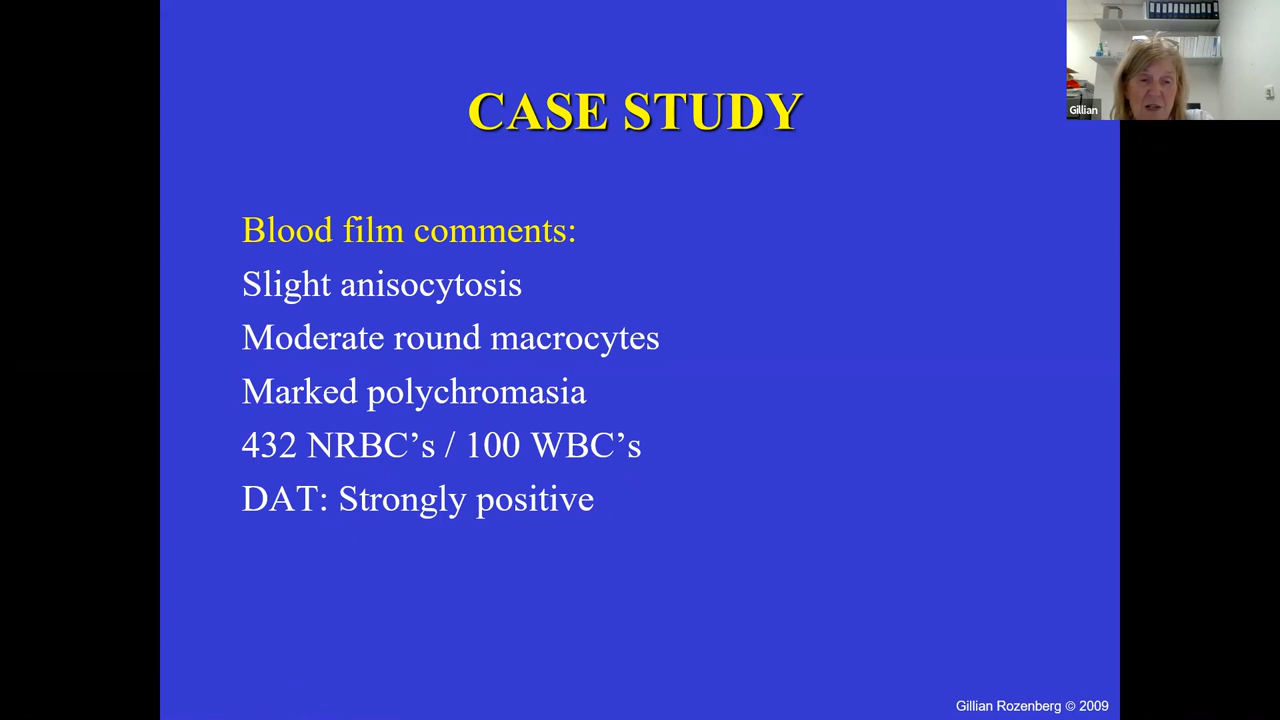 Gillian
CASE STUDY
Blood film comments:
Slight anisocytosis
Moderate round macrocytes
Marked polychromasia
432 NRBC’s / 100 WBC’s
DAT: Strongly positive
Gillian Rozenberg © 2009